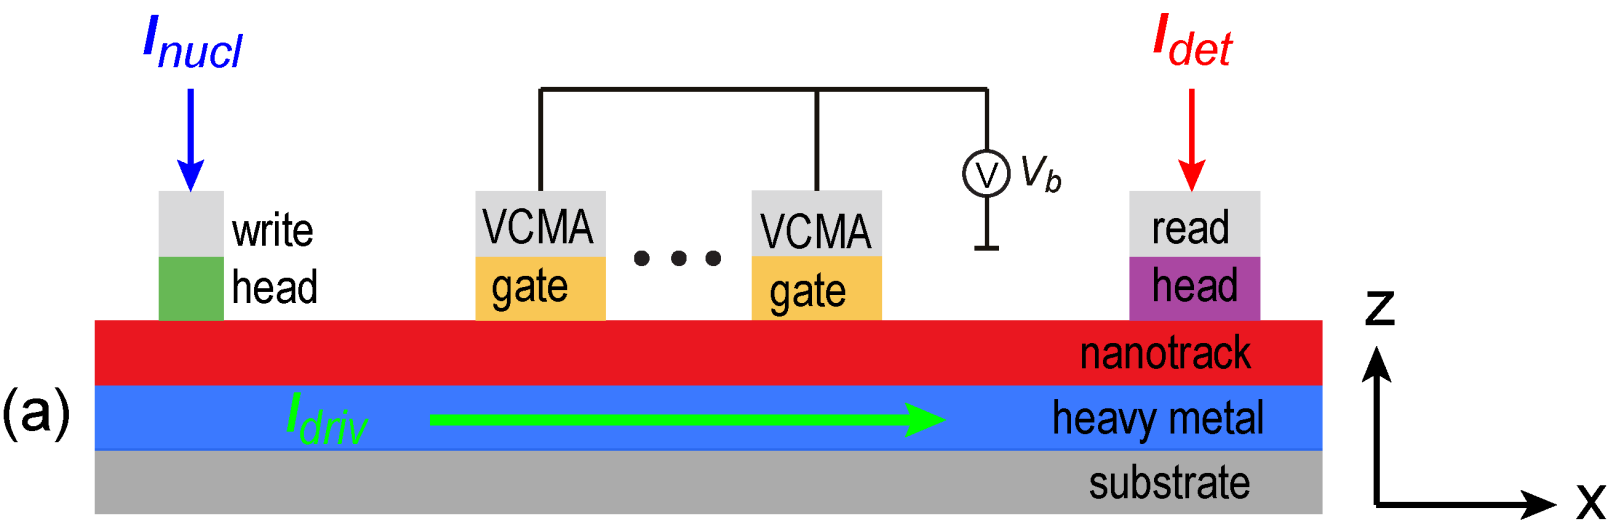 I_nucl
I_det
V
V_b
write
head
VCMA
gate
VCMA
gate
read
head
nanotrack
(a)
I_driv
heavy metal
substrate
z
x